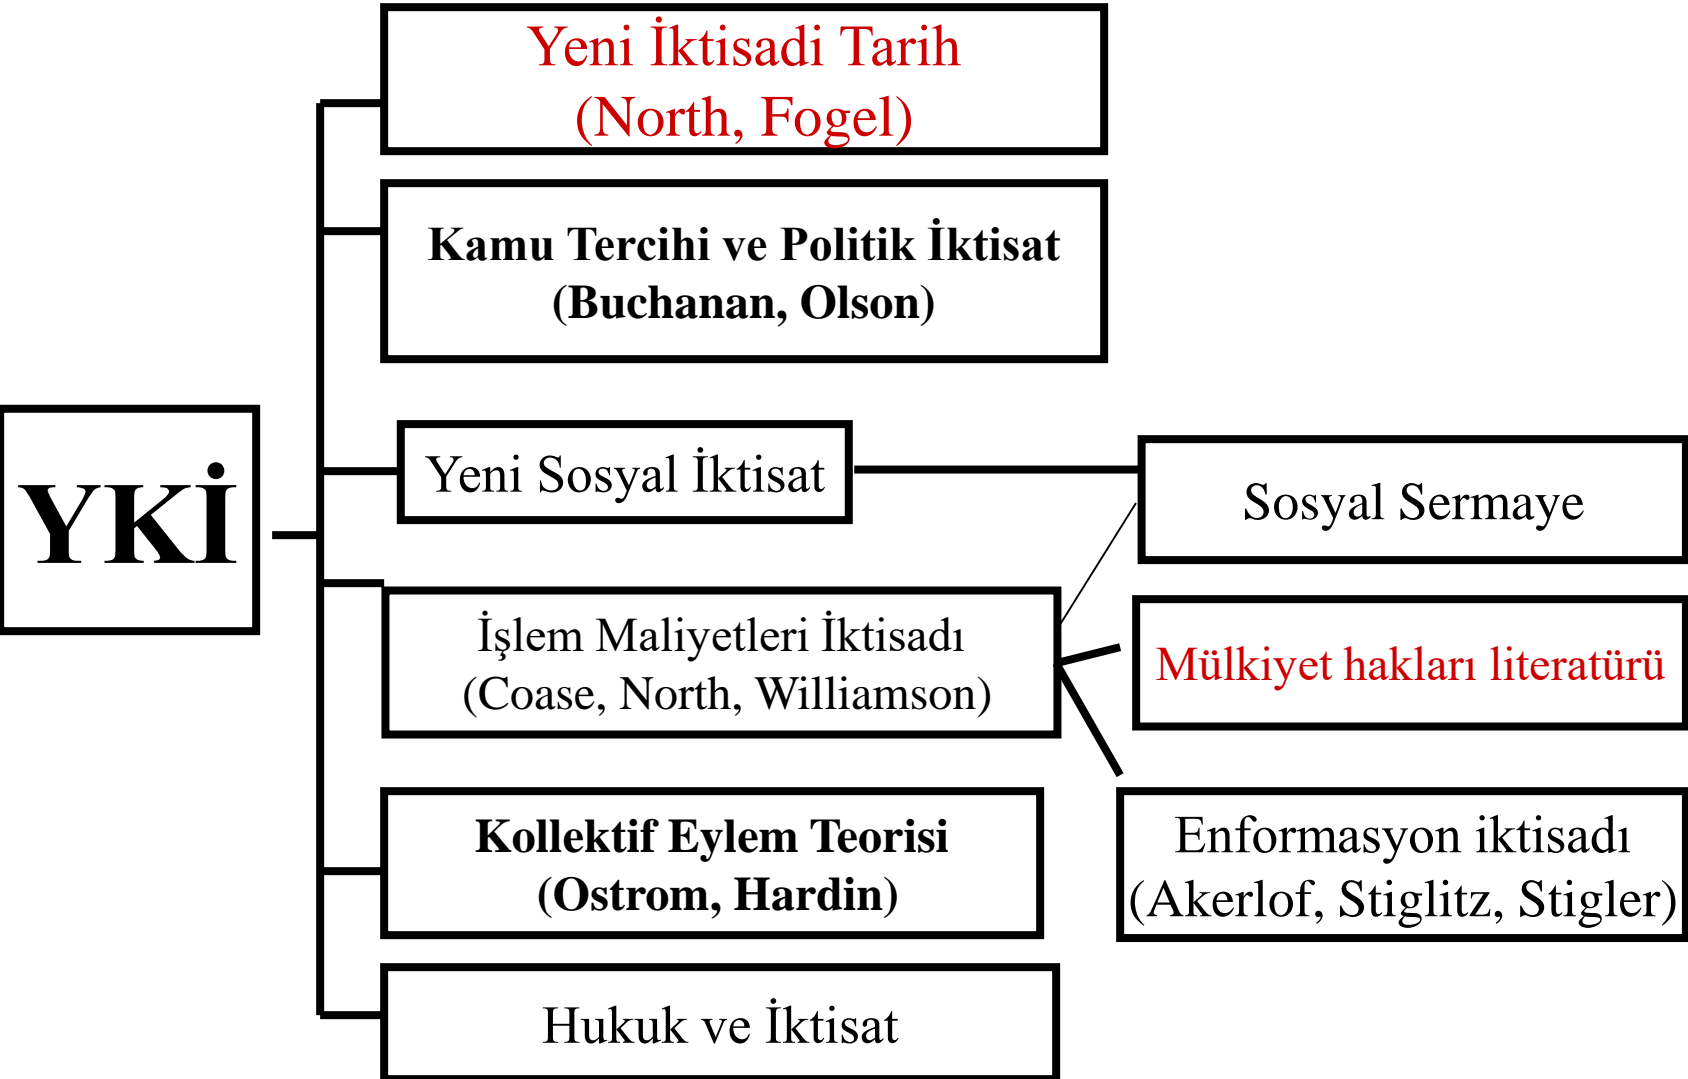 Yeni İktisadi Tarih
(North, Fogel)
Kamu Tercihi ve Politik İktisat
(Buchanan, Olson)
YKİ
Yeni Sosyal İktisat
Sosyal Sermaye
İşlem Maliyetleri İktisadı
(Coase, North, Williamson)
Mülkiyet hakları literatürü
Kollektif Eylem Teorisi
(Ostrom, Hardin)
Enformasyon iktisadı
(Akerlof, Stiglitz, Stigler)
Hukuk ve İktisat